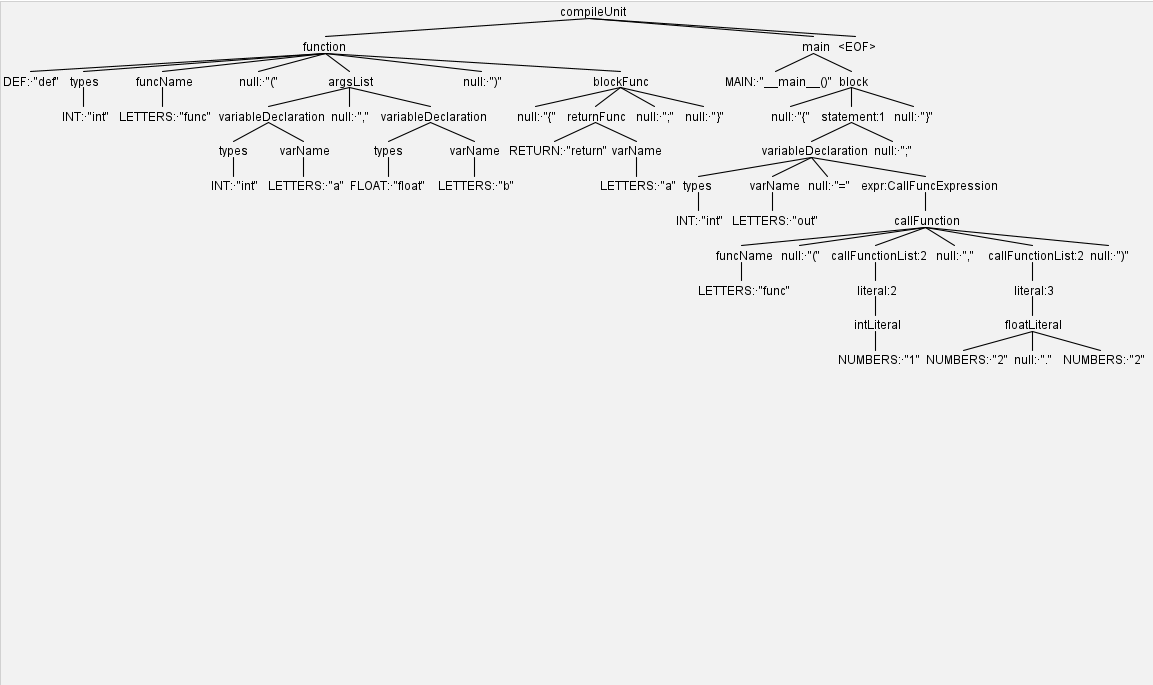 compileUnit
function main <EOF>
DEF:·"def" types funcName null:·"(" argsList null:·")" blockFunc MAIN:·"__main__()" block
INT:·"int" LETTERS:·"func" variableDeclaration null:·"," variableDeclaration null:·"{" returnFunc null:·";" null:·"}" null:·"{" statement:1 null:·"}"
types varName types varName RETURN:·"return" varName variableDeclaration null:·";"
INT:·"int" LETTERS:·"a" FLOAT:·"float" LETTERS:·"b" LETTERS:·"a" types varName null:·"=" expr:CallFuncExpression
INT:·"int" LETTERS:·"out" callFunction
funcName null:·"(" callFunctionList:2 null:·"," callFunctionList:2 null:·")"
LETTERS:·"func" literal:2 literal:3
intLiteral floatLiteral
NUMBERS:·"1" NUMBERS:·"2" null:·"." NUMBERS:·"2"